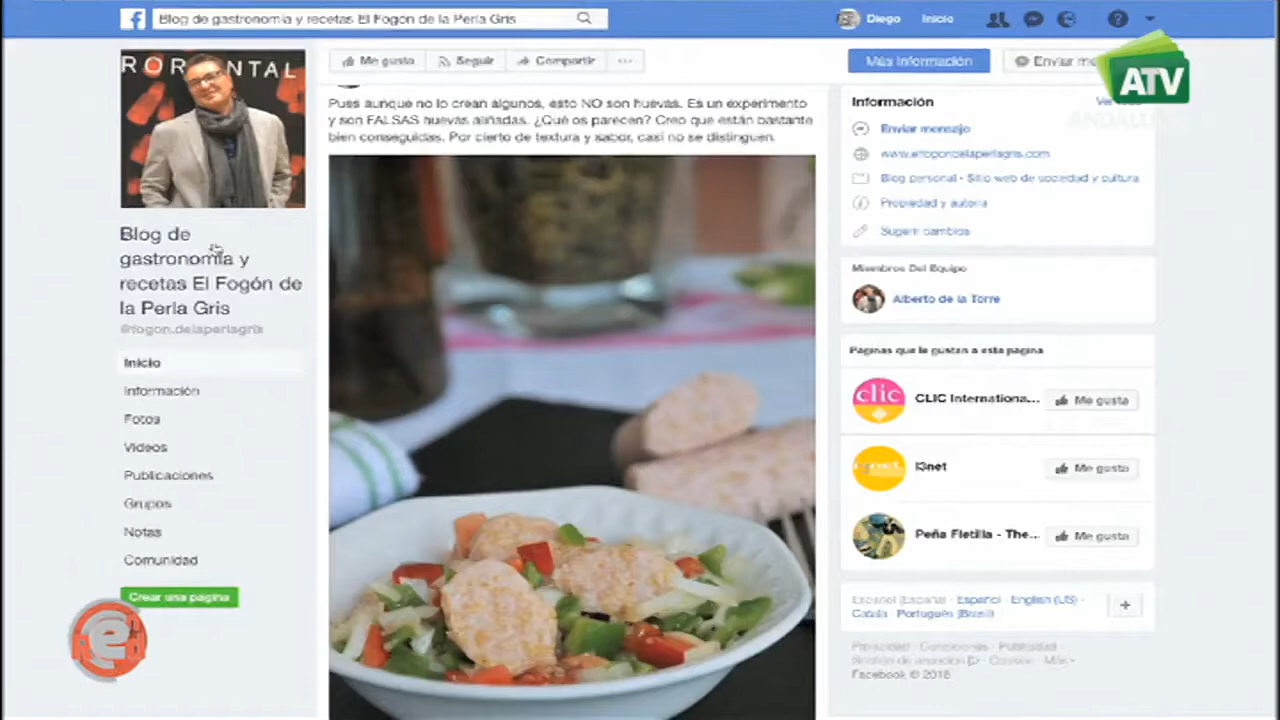 Blog de gastronomía y recetas El Fogón de la Perla Gris
Diego
Inicio
Me gusta
Seguir
Compartir
Más información
ATV
Pues aunque no lo crean algunos, esto NO son huevas. Es un experimento
y son FALSAS huevas aliñadas. ¿Qué os parecen? Creo que están bastante
bien conseguidas. Por cierto de textura y sabor, casi no se distinguen.
Blog de
gastronomía y
recetas El Fogón de
la Perla Gris
@fogon.delaperlagris
Inicio
Información
Fotos
Videos
Publicaciones
Grupos
Notas
Comunidad
Crear una página
Información
Enviar mensaje
www.elfogondelaperlagris.com
Blog personal · Sitio web de sociedad y cultura
Propiedad y autoría
Sugerir cambios
Miembros Del Equipo
Alberto de la Torre
Páginas que le gustan a esta página
clic
CLIC Internationa...
Me gusta
i3net
Me gusta
Peña Fletilla - The...
Me gusta
Español (España) · Español · English (US) ·
Català · Português (Brasil)
Privacidad · Condiciones · Publicidad ·
Facebook © 2018